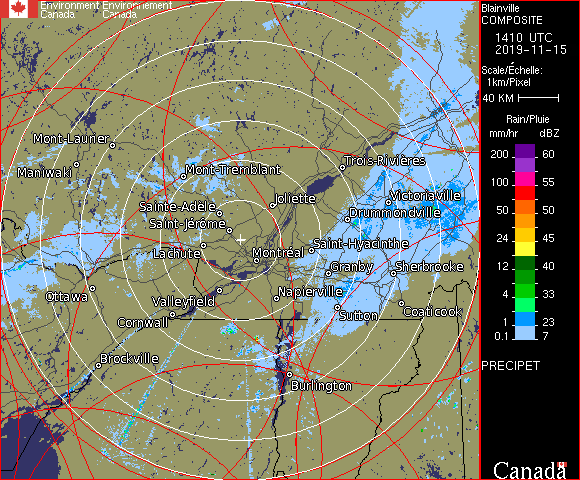 Environment Environnement
Canada Canada
Blainville
COMPOSITE
1410 UTC
2019-11-15
Scale/Échelle:
1km/Pixel
40 KM
Rain/Pluie
mm/hr dBZ
200 60
100 55
50 50
24 45
12 40
4 33
1 23
0.1 7
PRECIPET
Canada
Mont-Laurier
Maniwaki
Mont-Tremblant
Trois-Rivières
Sainte-Adele
Joliette
VictoriaVille
Saint-Jérôme
Drummondville
Lachute
Montréal
Saint-Hyacinthe
Granby
Sherbrooke
Ottawa
Valleyfield
Napierville
Coaticook
Cornwall
Sutton
Brockville
Burlington